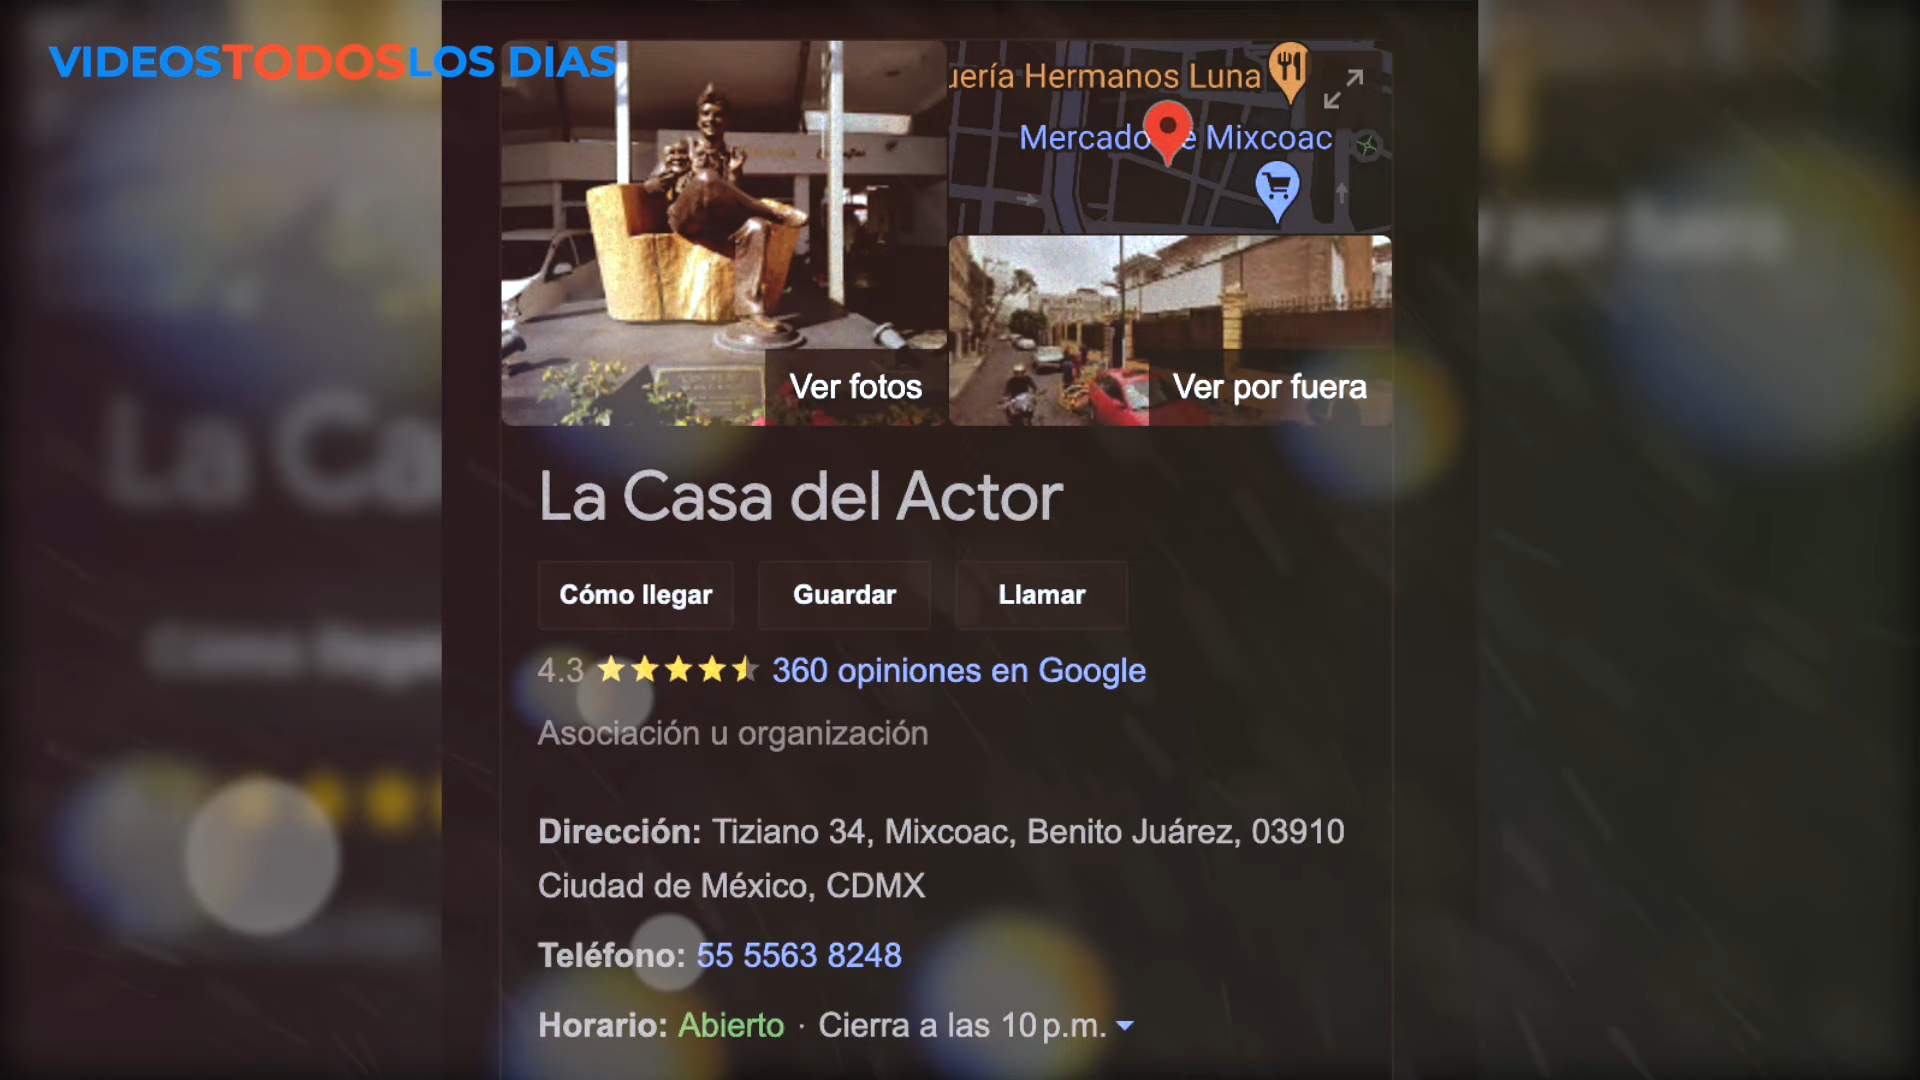 VIDEOSTODOSLOS DIAS
uería Hermanos Luna
Mercado e Mixcoac
Ver fotos
Ver por fuera
La Casa del Actor
Cómo llegar
Guardar
Llamar
4.3
360 opiniones en Google
Asociación u organización
Dirección: Tiziano 34, Mixcoac, Benito Juárez, 03910
Ciudad de México, CDMX
Teléfono: 55 5563 8248
Horario: Abierto · Cierra a las 10 p.m.